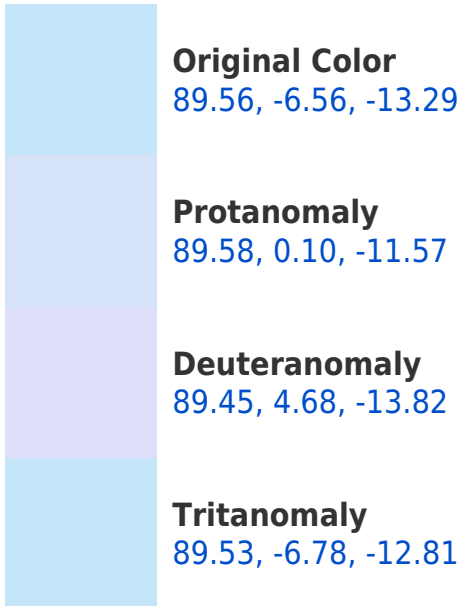 Original Color
89.56, -6.56, -13.29
Protanomaly
89.58, 0.10, -11.57
Deuteranomaly
89.45, 4.68, -13.82
Tritanomaly
89.53, -6.78, -12.81